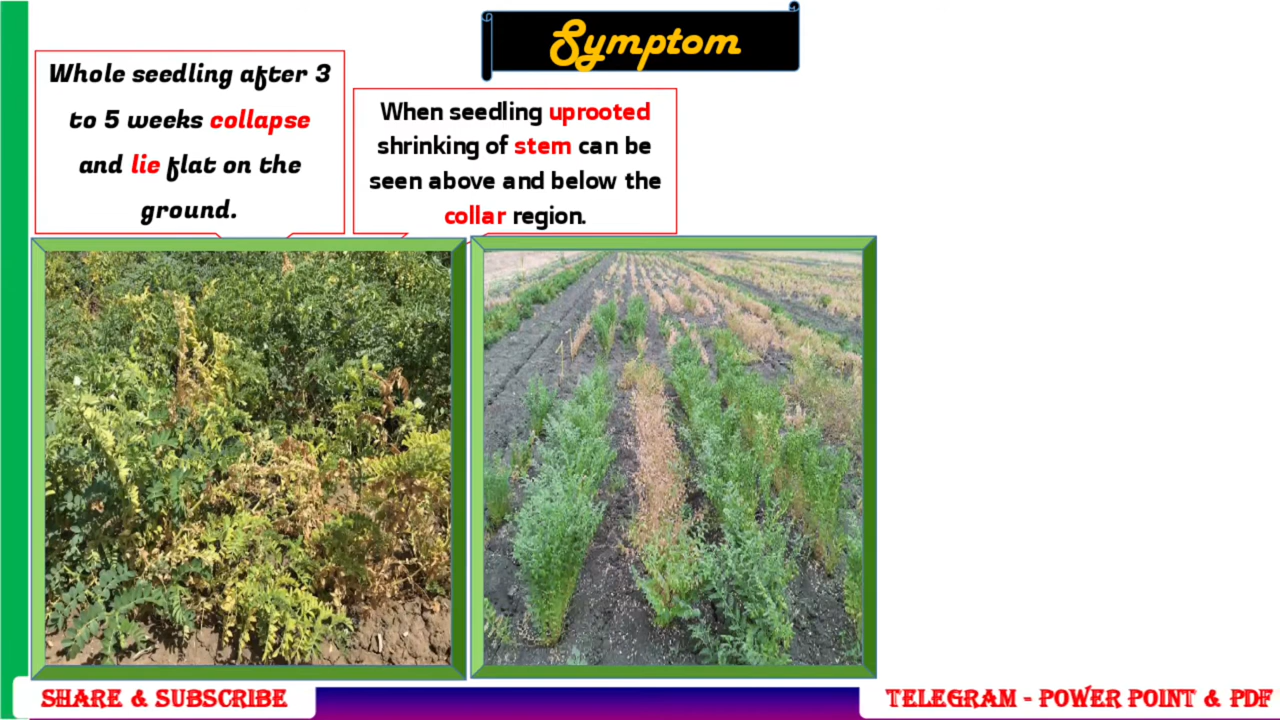 Symptom
Whole seedling after 3
to 5 weeks collapse
and lie flat on the
ground.
When seedling uprooted
shrinking of stem can be
seen above and below the
collar region.
SHARE & SUBSCRIBE
TELEGRAM - POWER POINT & PDF